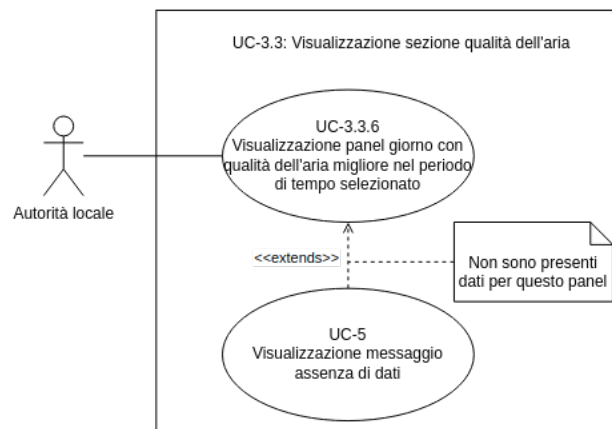 UC-3.3: Visualizzazione sezione qualità dell'aria
UC-3.3.6
Visualizzazione panel giorno con
qualità dell'aria migliore nel periodo
di tempo selezionato
Autorità locale
<<extends>>
Non sono presenti
dati per questo panel
UC-5
Visualizzazione messaggio
assenza di dati